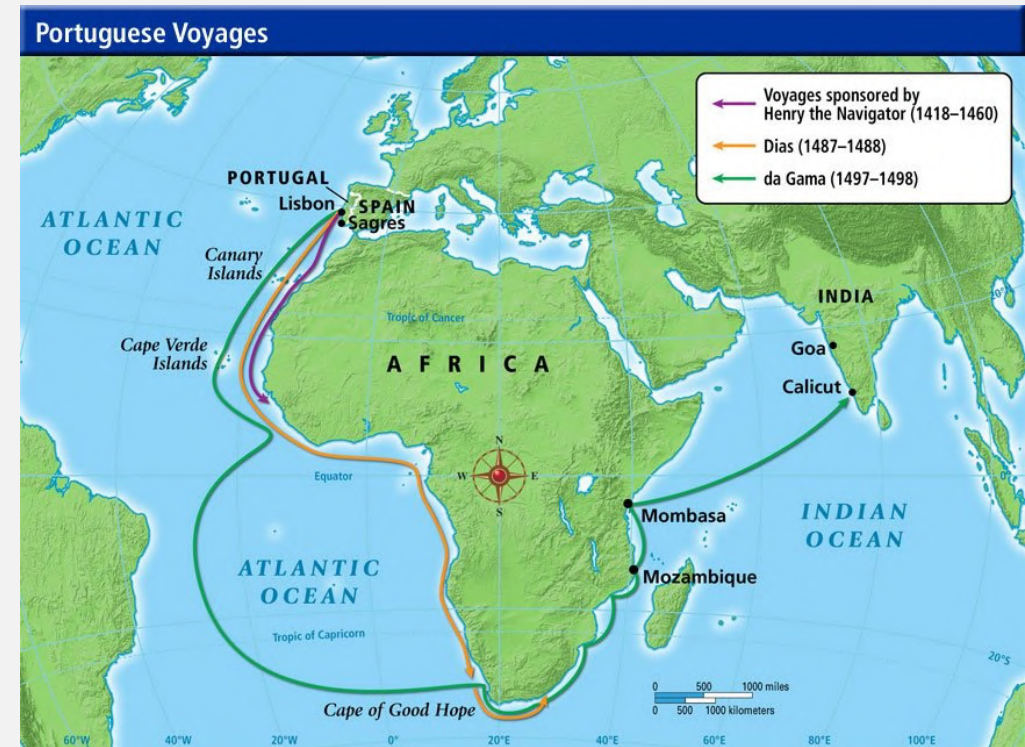 Portuguese Voyages
Voyages sponsored by
Henry the Navigator (1418–1460)
Dias (1487–1488)
da Gama (1497–1498)
PORTUGAL
Lisbon
SPAIN
Sagres
ATLANTIC
OCEAN
Canary
Islands
INDIA
20°
Tropic of Cancer
Cape Verde
Islands
Goa
AFRICA
Calicut
N
W
E
S
Equator
0°
Mombasa
INDIAN
OCEAN
ATLANTIC
OCEAN
Mozambique
Tropic of Capricorn
20°S
0 500 1000 miles
0 500 1000 kilometers
Cape of Good Hope
60°W 40°W 20°W 0° 20°E 40°E 60°E 80°E 100°E